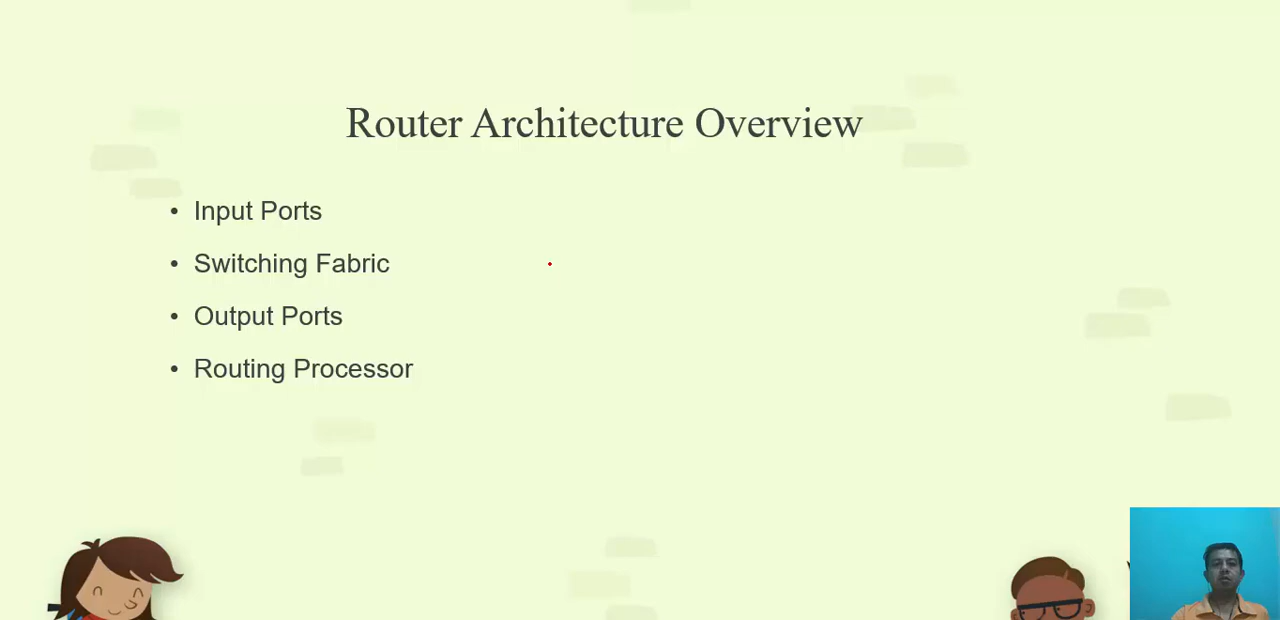 Router Architecture Overview
• Input Ports
• Switching Fabric
• Output Ports
• Routing Processor